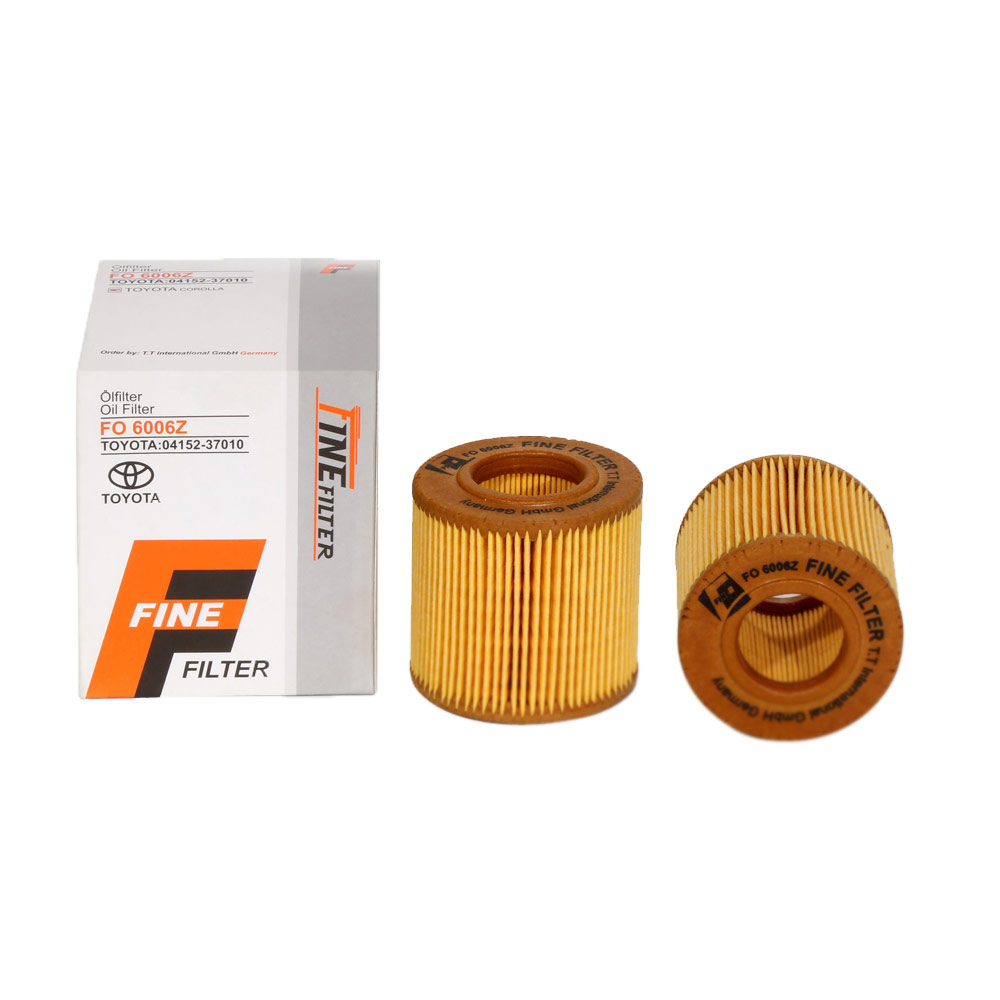 Ölfilter
Oil Filter
FO 6006Z
TOYOTA:04152-37010
TOYOTA COROLLA
Order by: T.T International GmbH Germany
F
Ölfilter
Oil Filter
FO 6006Z
TOYOTA:04152-37010
TOYOTA
FINE FILTER
FINE
FILTER
FO 6006Z FINE FILTER T.T International GmbH Germany
FINE
FO 6006Z FINE FILTER T.T International GmbH Germany